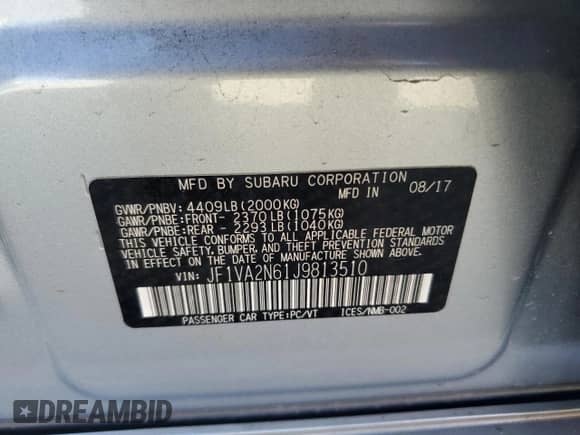 MFD BY SUBARU CORPORATION
MFD IN 08/17
GVWR/PNBV: 4409LB(2000KG)
GAWR/PNBE:FRONT- 2370LB(1075KG)
GAWR/PNBE:REAR - 2293LB(1040KG)
THIS VEHICLE CONFORMS TO ALL APPLICABLE FEDERAL MOTOR
VEHICLE SAFETY, BUMPER, AND THEFT PREVENTION
STANDARDS IN EFFECT ON THE DATE OF MANUFACTURE SHOWN ABOVE.
VIN: JF1VA2N61J9813510
PASSENGER CAR TYPE:PC/VT ICES/NMB-002
DREAMBID